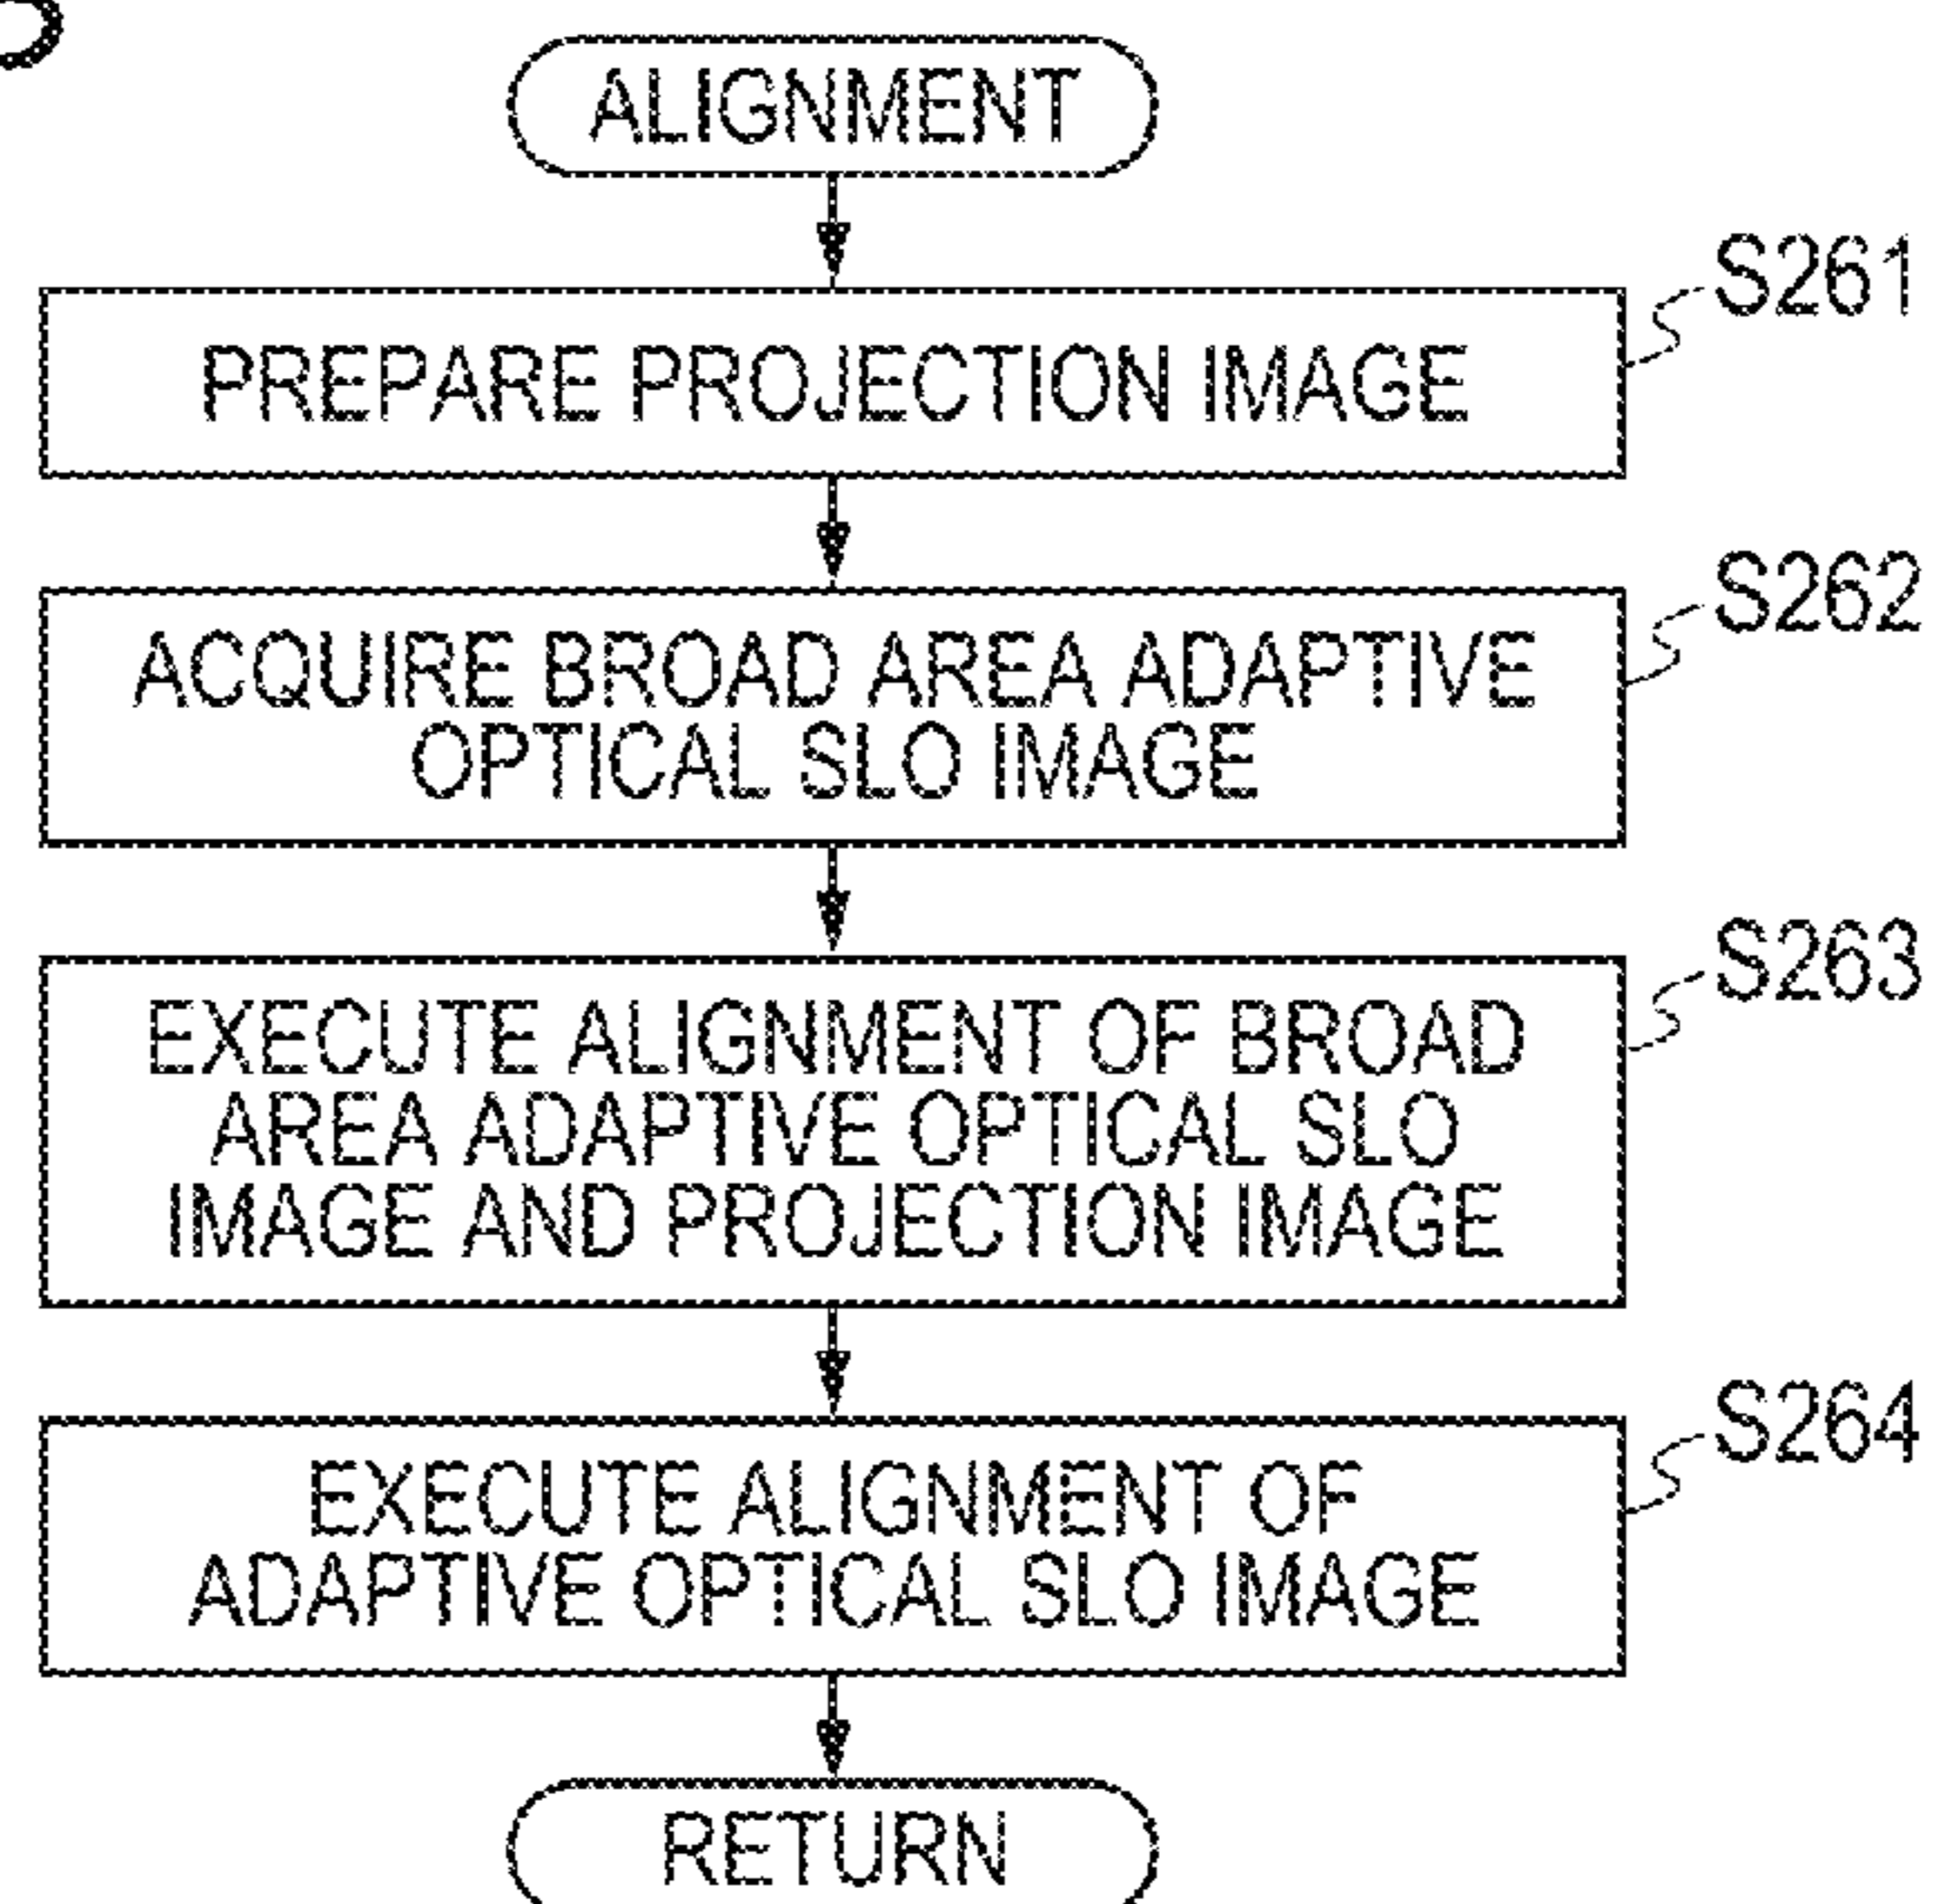 ALIGNMENT
S261
PREPARE PROJECTION IMAGE
S262
ACQUIRE BROAD AREA ADAPTIVE
OPTICAL SLO IMAGE
S263
EXECUTE ALIGNMENT OF BROAD
AREA ADAPTIVE OPTICAL SLO
IMAGE AND PROJECTION IMAGE
S264
EXECUTE ALIGNMENT OF
ADAPTIVE OPTICAL SLO IMAGE
RETURN